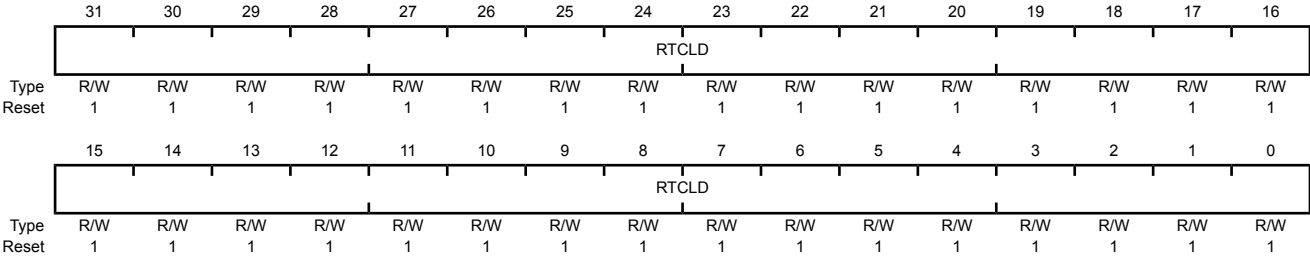 31 30 29 28 27 26 25 24 23 22 21 20 19 18 17 16
RTCLD
Type R/W R/W R/W R/W R/W R/W R/W R/W R/W R/W R/W R/W R/W R/W R/W R/W
Reset 1 1 1 1 1 1 1 1 1 1 1 1 1 1 1 1
15 14 13 12 11 10 9 8 7 6 5 4 3 2 1 0
RTCLD
Type R/W R/W R/W R/W R/W R/W R/W R/W R/W R/W R/W R/W R/W R/W R/W R/W
Reset 1 1 1 1 1 1 1 1 1 1 1 1 1 1 1 1